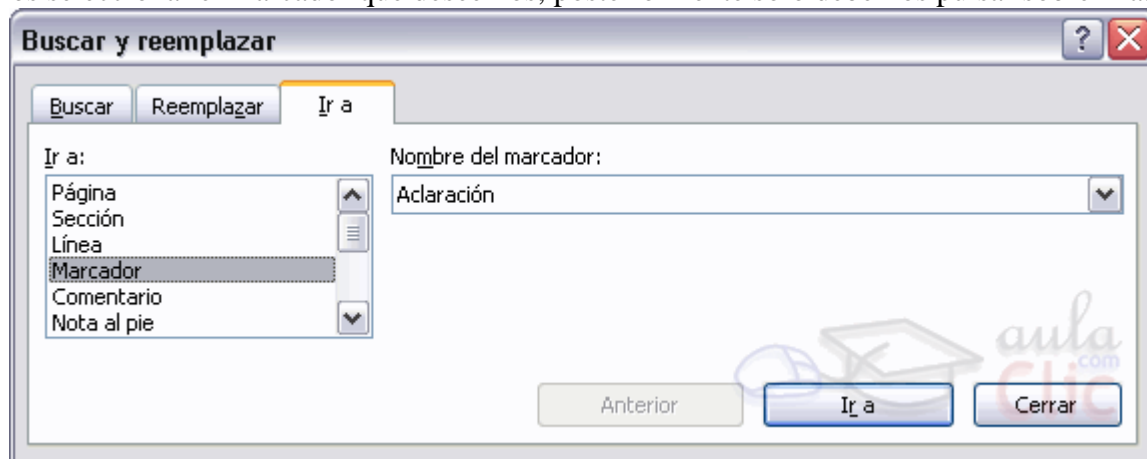 Buscar y reemplazar
Buscar Reemplazar Ir a
Ir a: Nombre del marcador:
Página Aclaración
Sección
Línea
Marcador
Comentario
Nota al pie
aula
.com
Clic
Anterior Ir a Cerrar